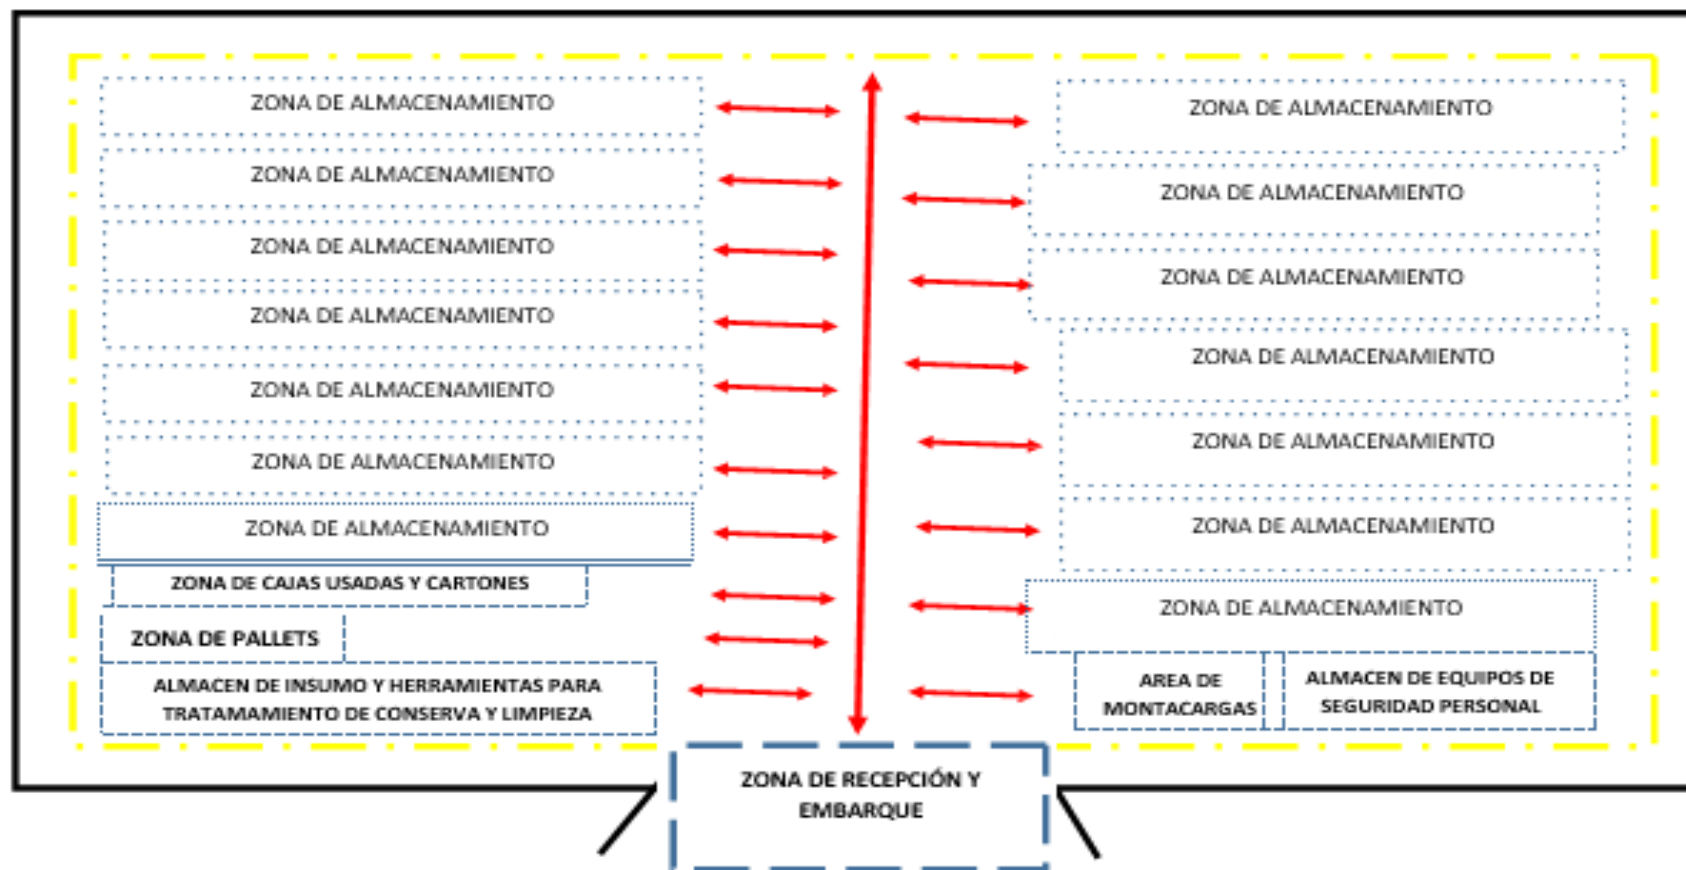 ZONA DE ALMACENAMIENTO
ZONA DE ALMACENAMIENTO
ZONA DE ALMACENAMIENTO
ZONA DE ALMACENAMIENTO
ZONA DE ALMACENAMIENTO
ZONA DE ALMACENAMIENTO
ZONA DE ALMACENAMIENTO
ZONA DE CAJAS USADAS Y CARTONES
ZONA DE PALLETS
ALMACEN DE INSUMO Y HERRAMIENTAS PARA
TRATAMAMIENTO DE CONSERVA Y LIMPIEZA
ZONA DE ALMACENAMIENTO
ZONA DE ALMACENAMIENTO
ZONA DE ALMACENAMIENTO
ZONA DE ALMACENAMIENTO
ZONA DE ALMACENAMIENTO
ZONA DE ALMACENAMIENTO
ZONA DE ALMACENAMIENTO
AREA DE
MONTACARGAS
ALMACEN DE EQUIPOS DE
SEGURIDAD PERSONAL
ZONA DE RECEPCIÓN Y
EMBARQUE